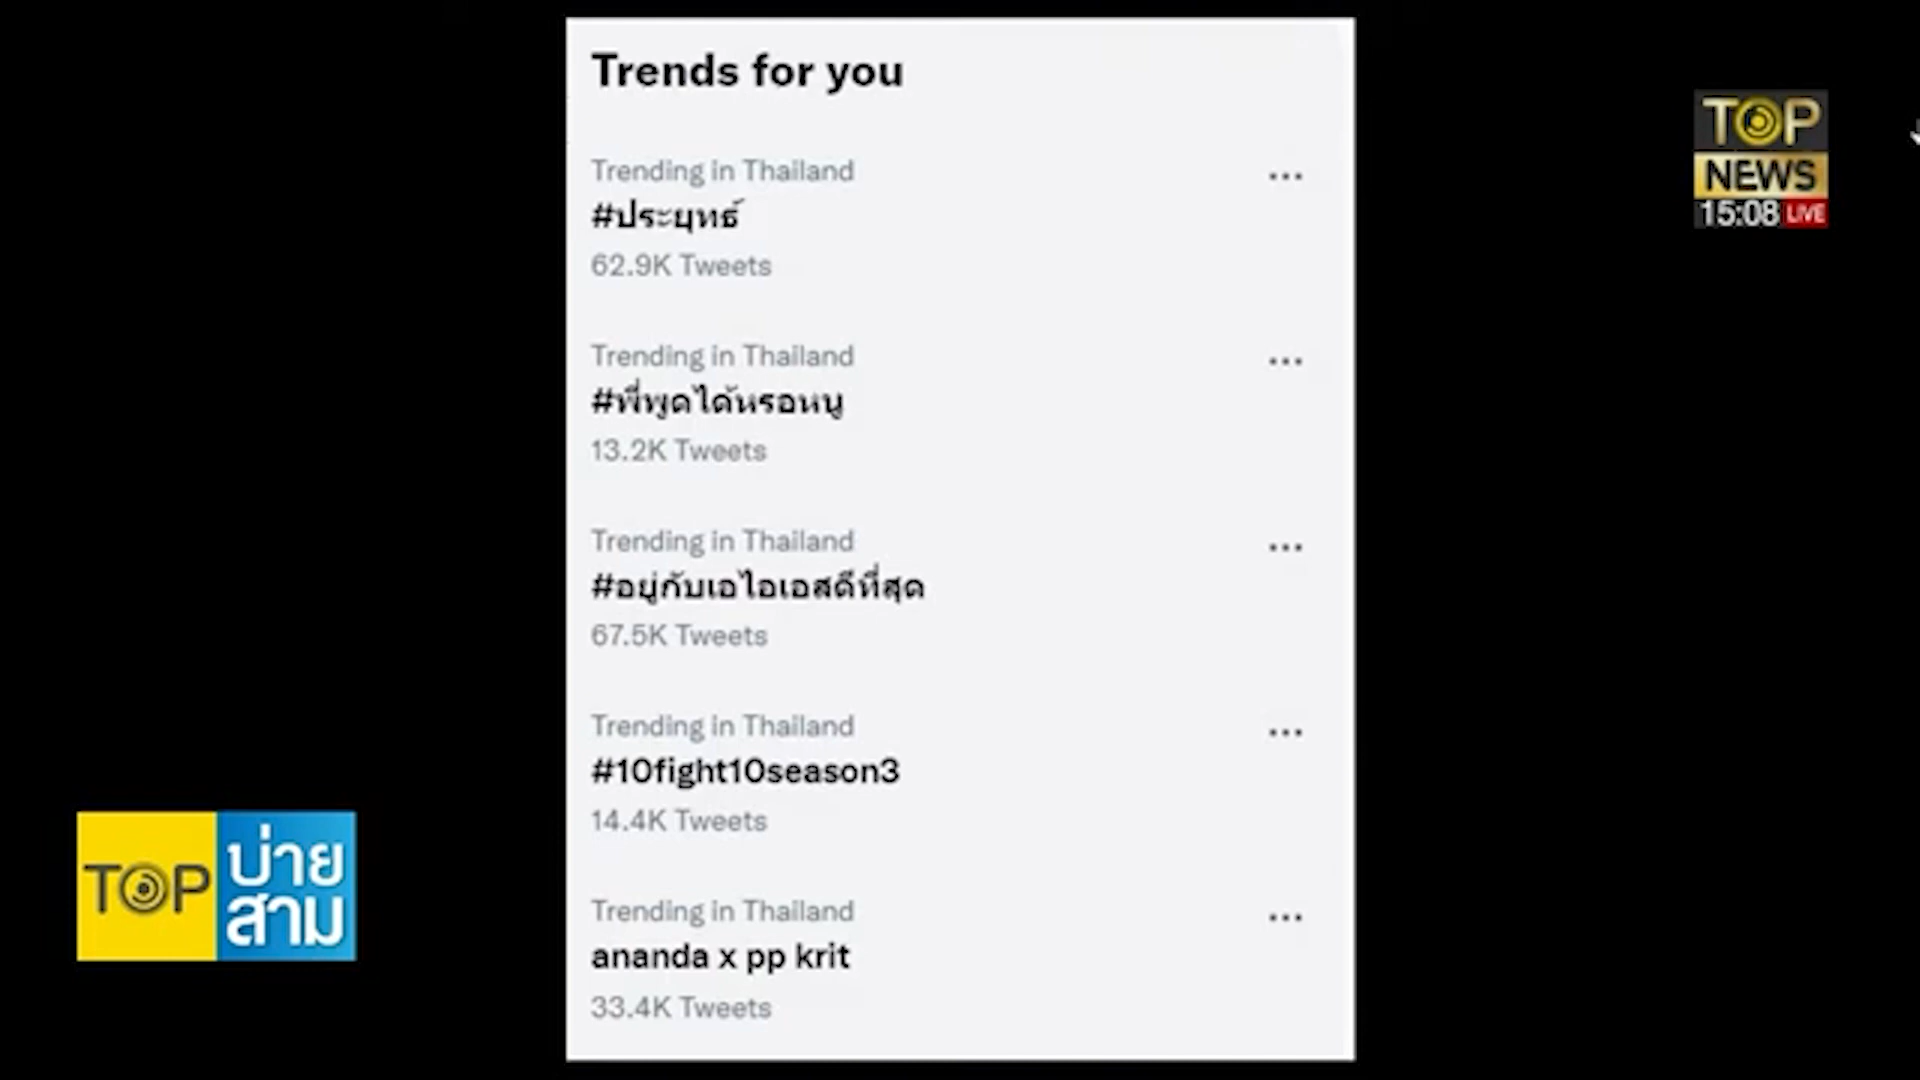 Trends for you
Trending in Thailand
#ประยุทธ์
62.9K Tweets
Trending in Thailand
#พี่พูดได้หรอหนู
13.2K Tweets
Trending in Thailand
#อยู่กับเอไอเอสดีที่สุด
67.5K Tweets
Trending in Thailand
#10fight10season3
14.4K Tweets
Trending in Thailand
ananda x pp krit
33.4K Tweets
TOP
NEWS
15:08 LIVE
TOP
บ่าย
สาม